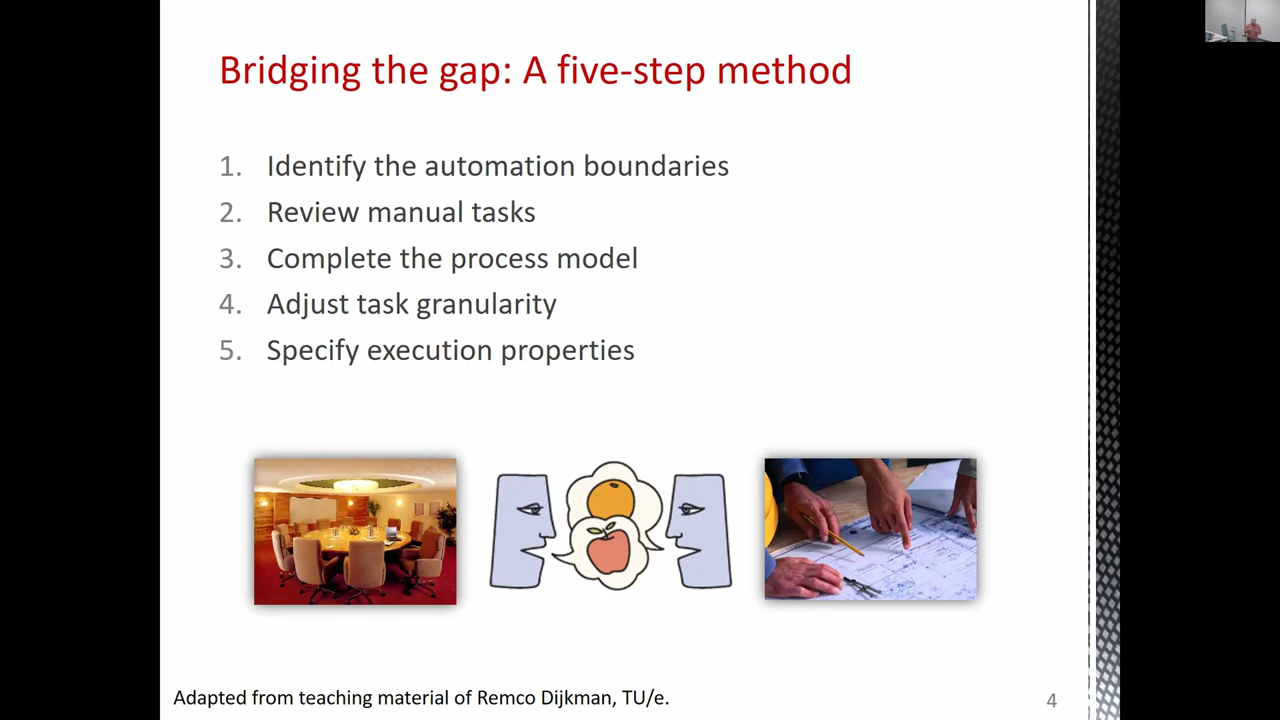 Bridging the gap: A five-step method
1. Identify the automation boundaries
2. Review manual tasks
3. Complete the process model
4. Adjust task granularity
5. Specify execution properties
Adapted from teaching material of Remco Dijkman, TU/e.
4